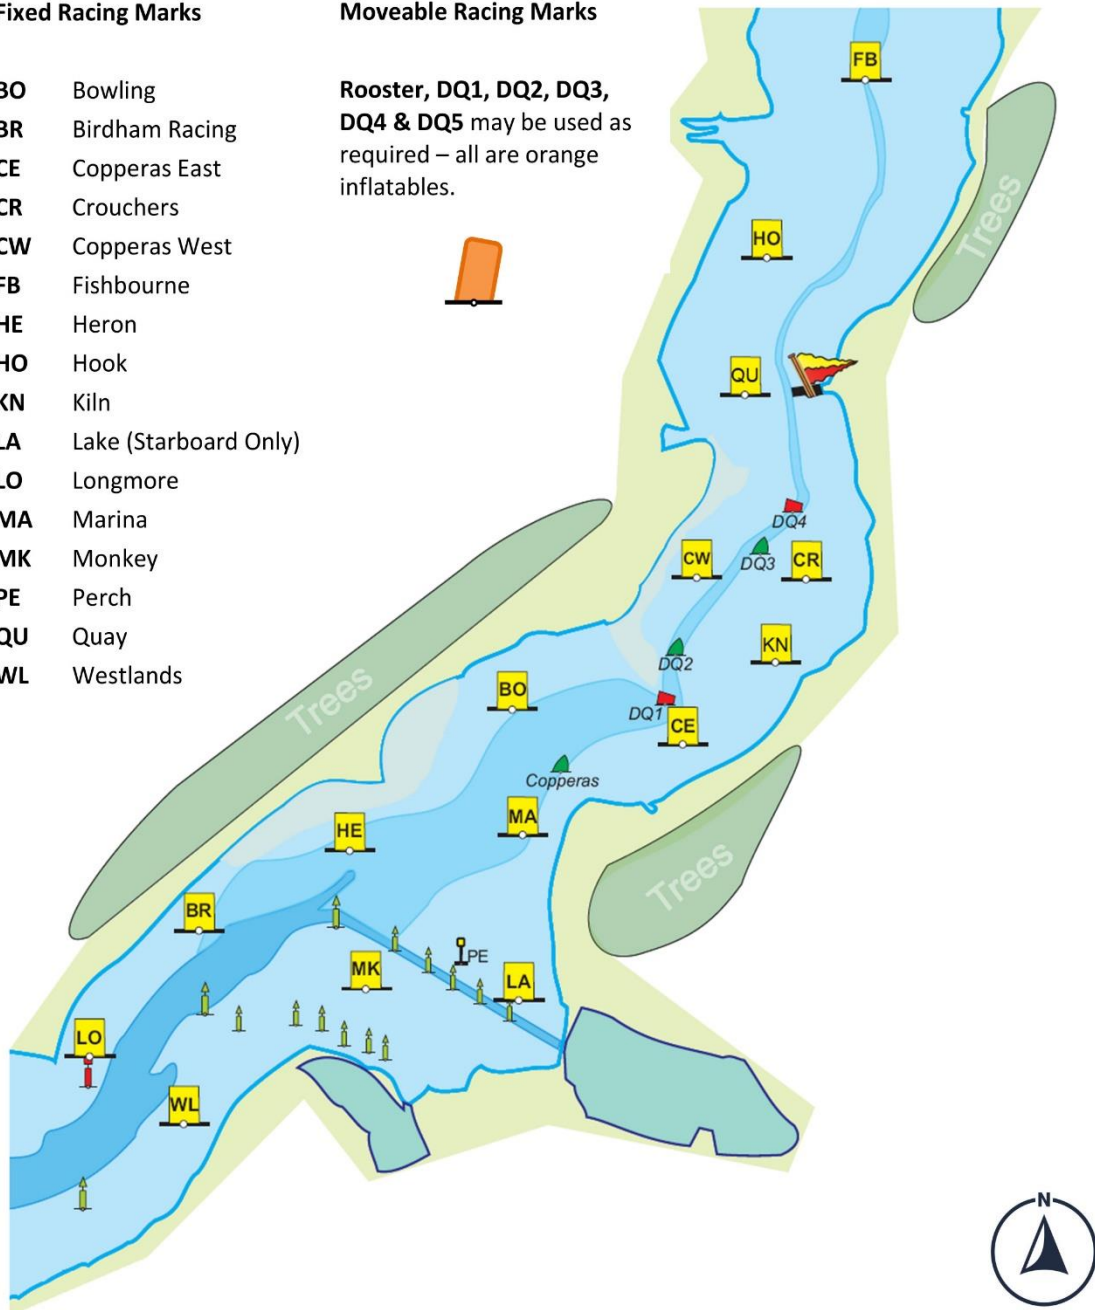 Fixed Racing Marks
BO Bowling
BR Birdham Racing
CE Copperas East
CR Crouchers
CW Copperas West
FB Fishbourne
HE Heron
HO Hook
KN Kiln
LA Lake (Starboard Only)
LO Longmore
MA Marina
MK Monkey
PE Perch
QU Quay
WL Westlands
Moveable Racing Marks
Rooster, DQ1, DQ2, DQ3,
DQ4 & DQ5 may be used as
required – all are orange
inflatables.
FB
Trees
HO
QU
DQ4
CW
DQ3
CR
KN
DQ2
BO
DQ1
CE
Trees
Copperas
MA
HE
Trees
BR
PE
MK
LA
LO
WL
N